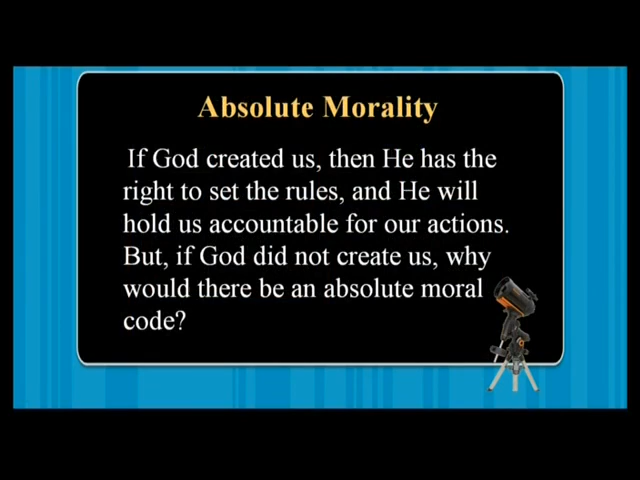 Absolute Morality
If God created us, then He has the
right to set the rules, and He will
hold us accountable for our actions.
But, if God did not create us, why
would there be an absolute moral
code?